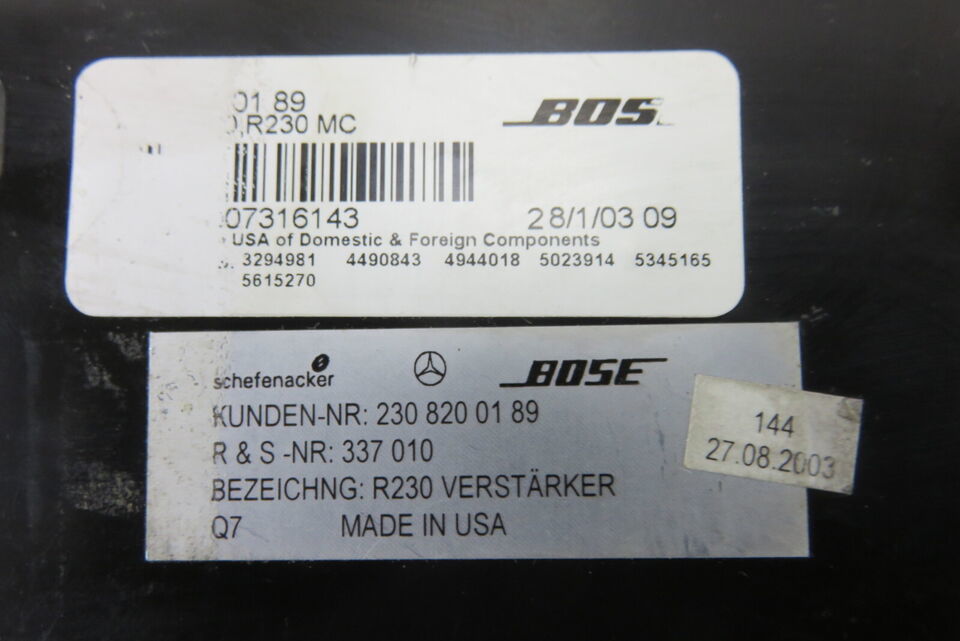 01 89
BOS
,R230 MC
07316143
28/1/03 09
USA of Domestic & Foreign Components
3294981 4490843 4944018 5023914 5345165
5615270
schefenacker BOSE
KUNDEN-NR: 230 820 01 89
R & S -NR: 337 010
BEZEICHNG: R230 VERSTÄRKER
Q7 MADE IN USA
144
27.08.2003